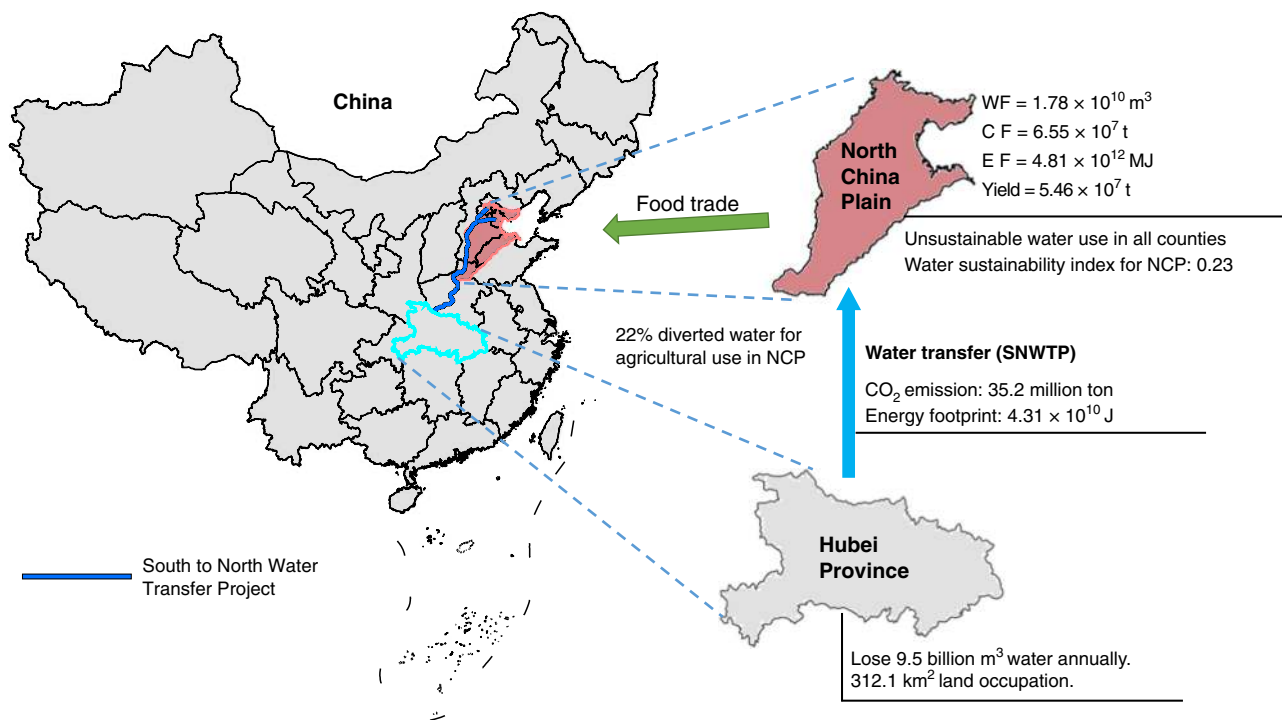 China
North
China
Plain
WF = 1.78 × 10¹⁰ m³
C F = 6.55 × 10⁷ t
E F = 4.81 × 10¹² MJ
Yield = 5.46 × 10⁷ t
Food trade
Unsustainable water use in all counties
Water sustainability index for NCP: 0.23
22% diverted water for
agricultural use in NCP
Water transfer (SNWTP)
CO₂ emission: 35.2 million ton
Energy footprint: 4.31 × 10¹⁰ J
Hubei
Province
South to North Water
Transfer Project
Lose 9.5 billion m³ water annually.
312.1 km² land occupation.